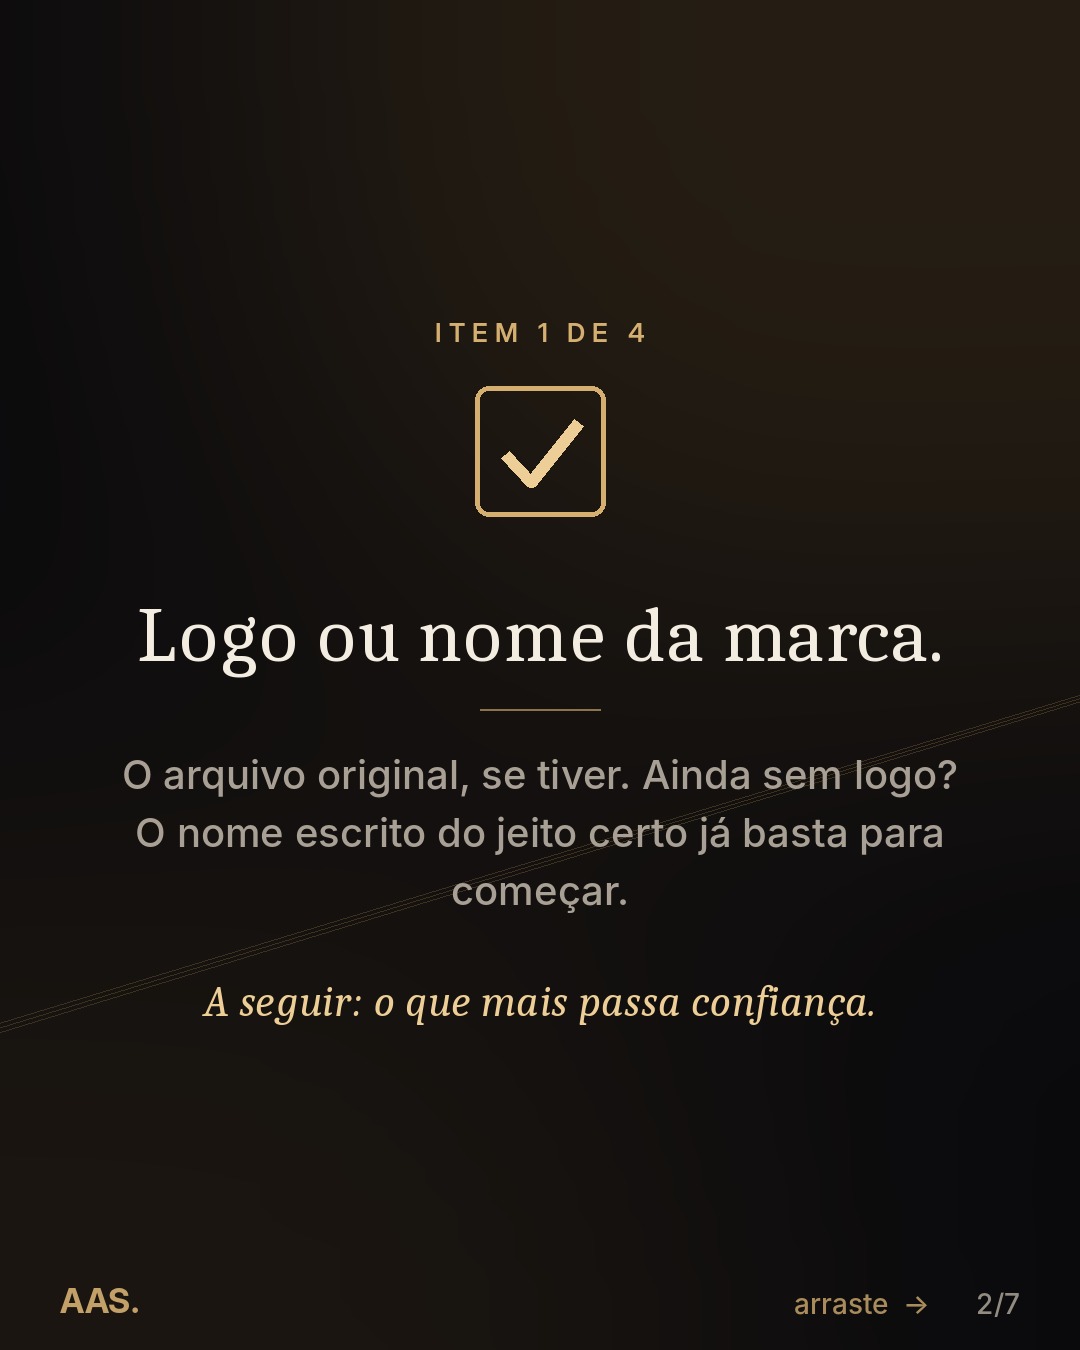 ITEM 1 DE 4
Logo ou nome da marca.
O arquivo original, se tiver. Ainda sem logo?
O nome escrito do jeito certo já basta para
começar.
A seguir: o que mais passa confiança.
AAS.
arraste → 2/7